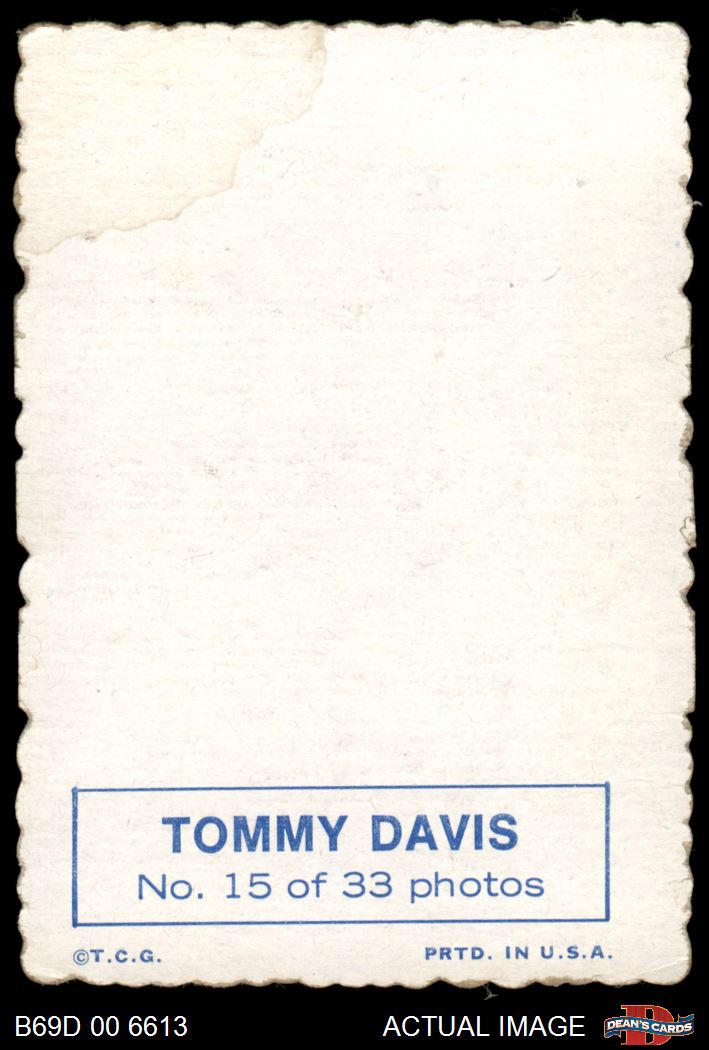 TOMMY DAVIS
No. 15 of 33 photos
©T.C.G. PRTD. IN U.S.A.
B69D 00 6613 ACTUAL IMAGE D DEAN'S CARDS